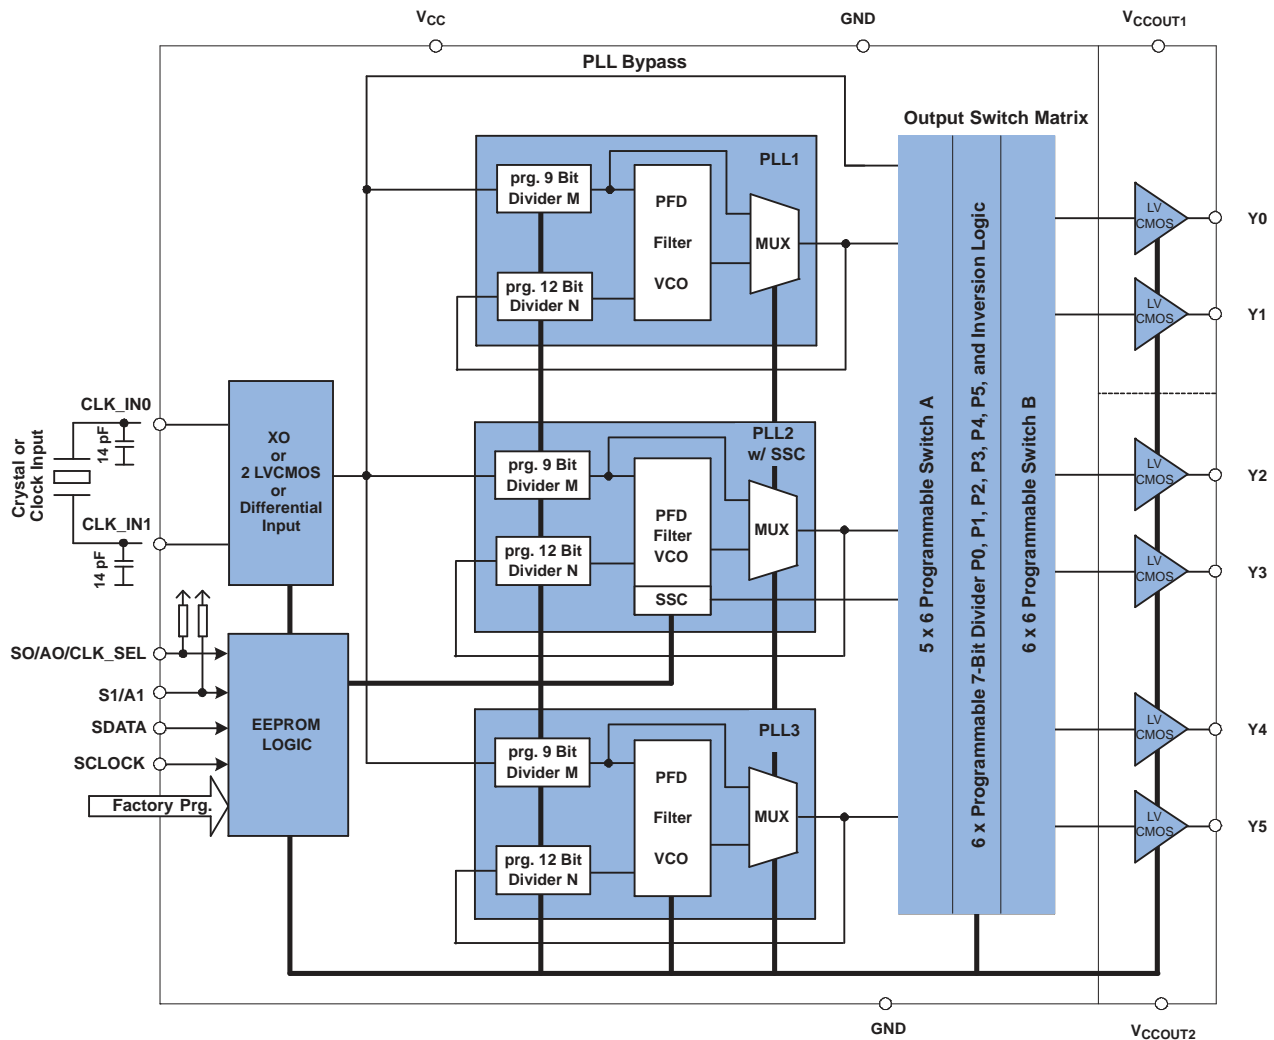 VCC
GND
VCCOUT1
PLL Bypass
Output Switch Matrix
PLL1
prg. 9 Bit
Divider M
PFD
Filter
VCO
MUX
prg. 12 Bit
Divider N
LV
CMOS
Y0
LV
CMOS
Y1
CLK_IN0
14 pF
Crystal or
Clock Input
CLK_IN1
14 pF
XO
or
2 LVCMOS
or
Differential
Input
PLL2
w/ SSC
prg. 9 Bit
Divider M
PFD
Filter
VCO
SSC
MUX
prg. 12 Bit
Divider N
5 x 6 Programmable Switch A
6 x Programmable 7-Bit Divider P0, P1, P2, P3, P4, P5, and Inversion Logic
6 x 6 Programmable Switch B
LV
CMOS
Y2
LV
CMOS
Y3
SO/AO/CLK_SEL
S1/A1
SDATA
SCLOCK
Factory Prg.
EEPROM
LOGIC
PLL3
prg. 9 Bit
Divider M
PFD
Filter
VCO
MUX
prg. 12 Bit
Divider N
LV
CMOS
Y4
LV
CMOS
Y5
GND
VCCOUT2